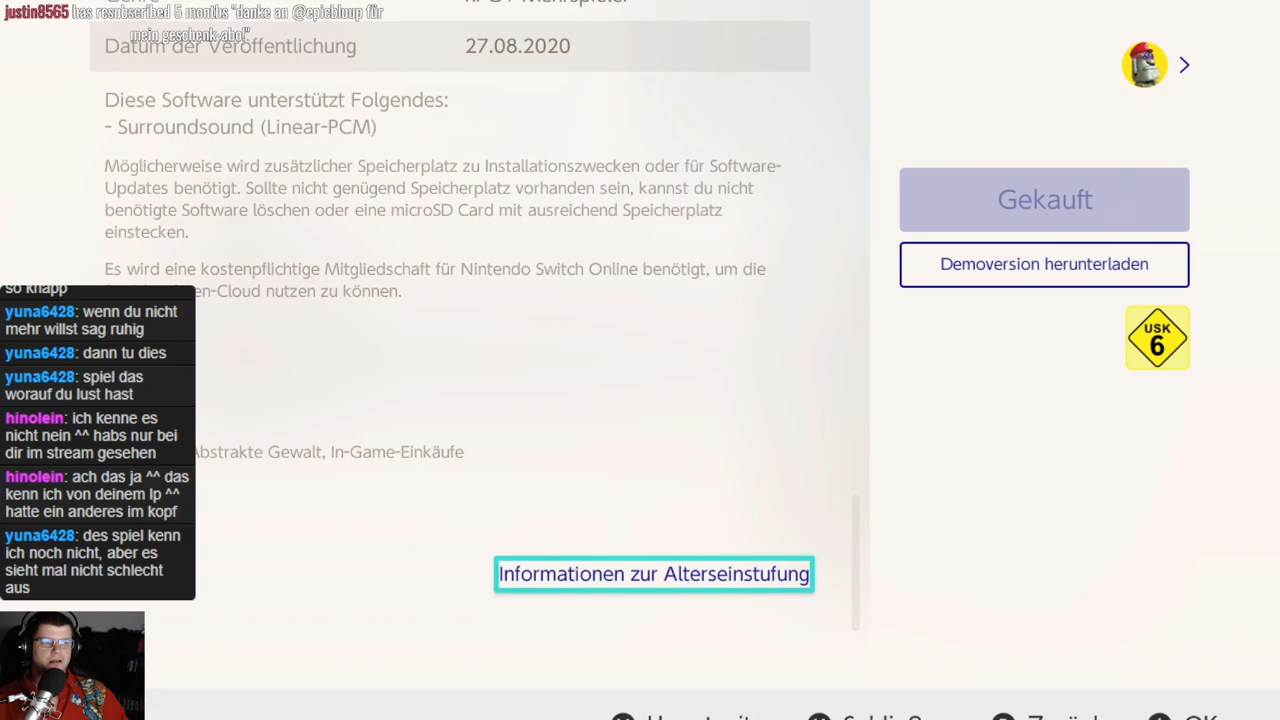 justin8565 has resubscribed 5 months "danke an @epicbloup für
mein geschenk-abo!"
Datum der Veröffentlichung 27.08.2020
Diese Software unterstützt Folgendes:
- Surroundsound (Linear-PCM)
Möglicherweise wird zusätzlicher Speicherplatz zu Installationszwecken oder für Software-
Updates benötigt. Sollte nicht genügend Speicherplatz vorhanden sein, kannst du nicht
benötigte Software löschen oder eine microSD Card mit ausreichend Speicherplatz
einstecken.
Es wird eine kostenpflichtige Mitgliedschaft für Nintendo Switch Online benötigt, um die
en-Cloud nutzen zu können.
Abstrakte Gewalt, In-Game-Einkäufe
Informationen zur Alterseinstufung
Gekauft
Demoversion herunterladen
USK
6
so knapp
yuna6428: wenn du nicht
mehr willst sag ruhig
yuna6428: dann tu dies
yuna6428: spiel das
worauf du lust hast
hinolein: ich kenne es
nicht nein ^^ habs nur bei
dir im stream gesehen
hinolein: ach das ja ^^ das
kenn ich von deinem lp ^^
hatte ein anderes im kopf
yuna6428: des spiel kenn
ich noch nicht, aber es
sieht mal nicht schlecht
aus